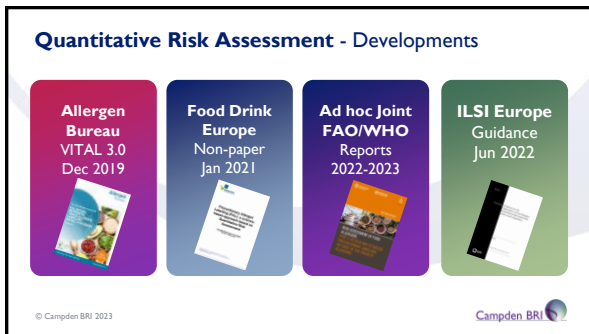 Quantitative Risk Assessment - Developments
Allergen
Bureau
VITAL 3.0
Dec 2019
Food Drink
Europe
Non-paper
Jan 2021
Ad hoc Joint
FAO/WHO
Reports
2022-2023
ILSI Europe
Guidance
Jun 2022
© Campden BRI 2023
Campden BRI